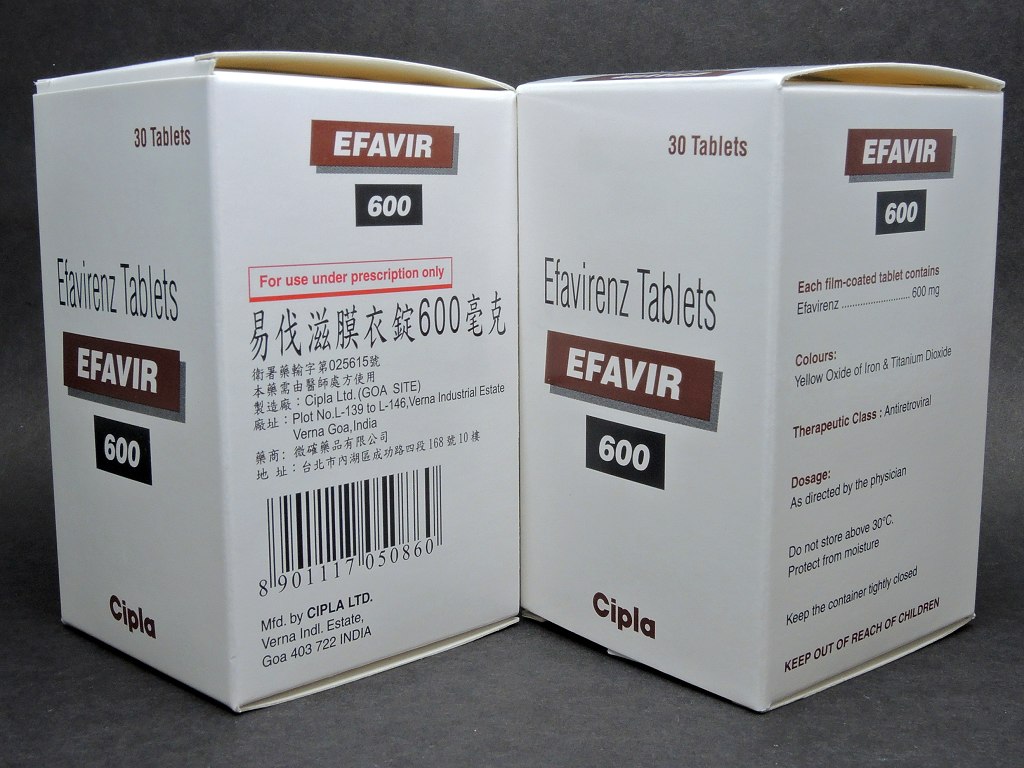 30 Tablets
Efavirenz Tablets
EFAVIR
600
Cipla
EFAVIR
600
For use under prescription only
易伐滋膜衣錠600毫克
衛署藥輸字第025615號
本藥需由醫師處方使用
製造廠：Cipla Ltd.(GOA SITE)
廠址：Plot No.L-139 to L-146,Verna Industrial Estate
Verna Goa,India
藥商：微確藥品有限公司
地址：台北市內湖區成功路四段168號10樓
8 901117 050860
Mfd. by CIPLA LTD.
Verna Indl. Estate,
Goa 403 722 INDIA
30 Tablets
Efavirenz Tablets
EFAVIR
600
Cipla
EFAVIR
600
Each film-coated tablet contains
Efavirenz ........................ 600 mg
Colours:
Yellow Oxide of Iron & Titanium Dioxide
Therapeutic Class : Antiretroviral
Dosage:
As directed by the physician
Do not store above 30°C.
Protect from moisture
Keep the container tightly closed
KEEP OUT OF REACH OF CHILDREN